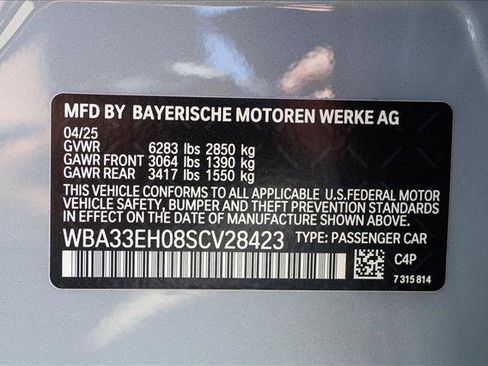 MFD BY BAYERISCHE MOTOREN WERKE AG
04/25
GVWR 6283 lbs 2850 kg
GAWR FRONT 3064 lbs 1390 kg
GAWR REAR 3417 lbs 1550 kg
THIS VEHICLE CONFORMS TO ALL APPLICABLE U.S.FEDERAL MOTOR
VEHICLE SAFETY, BUMPER AND THEFT PREVENTION STANDARDS
IN EFFECT ON THE DATE OF MANUFACTURE SHOWN ABOVE.
WBA33EH08SCV28423 TYPE: PASSENGER CAR
C4P
7 315 814